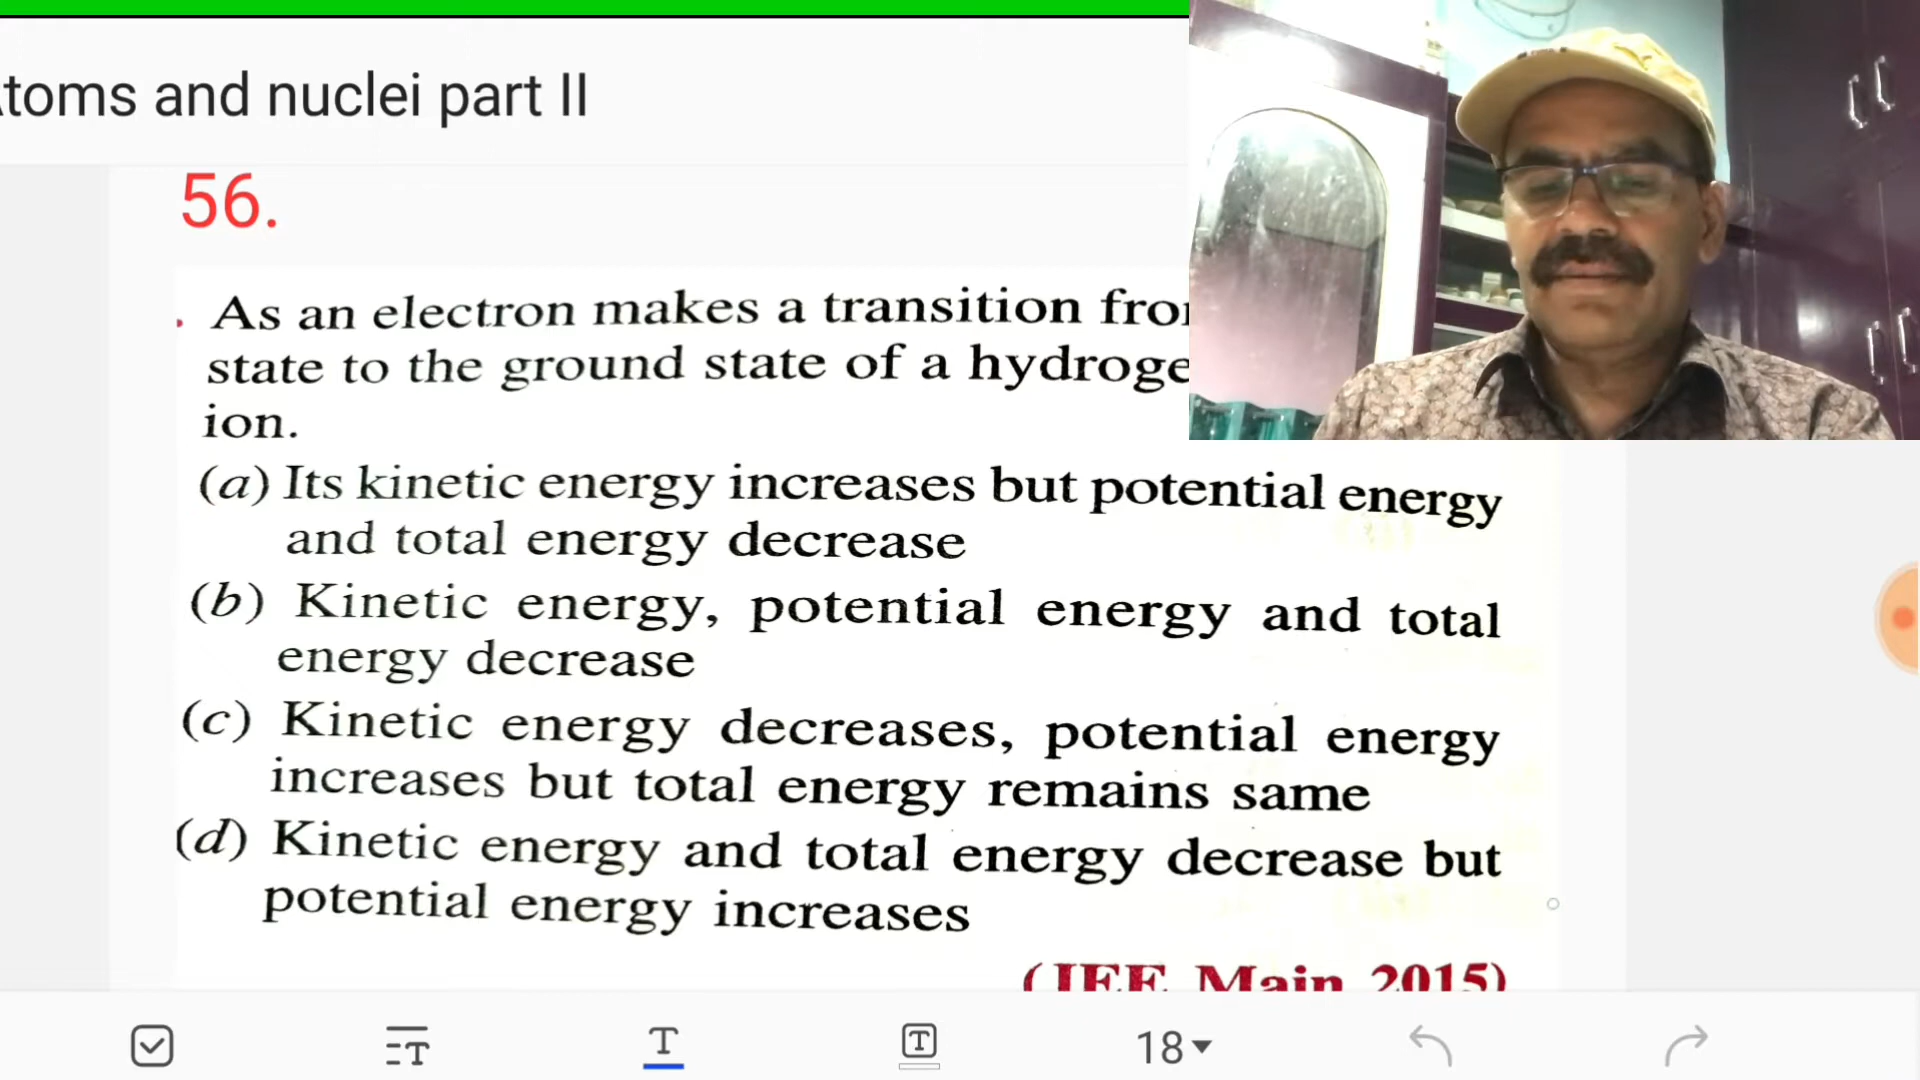 toms and nuclei part II
56.
. As an electron makes a transition
state to the ground state of a
ion.
(a) Its kinetic energy increases but potential energy
and total energy decrease
(b) Kinetic energy, potential energy and total
energy decrease
(c) Kinetic energy decreases, potential energy
increases but total energy remains same
(d) Kinetic energy and total energy decrease but
potential energy increases
(JEE Main 2015)
T T T 18